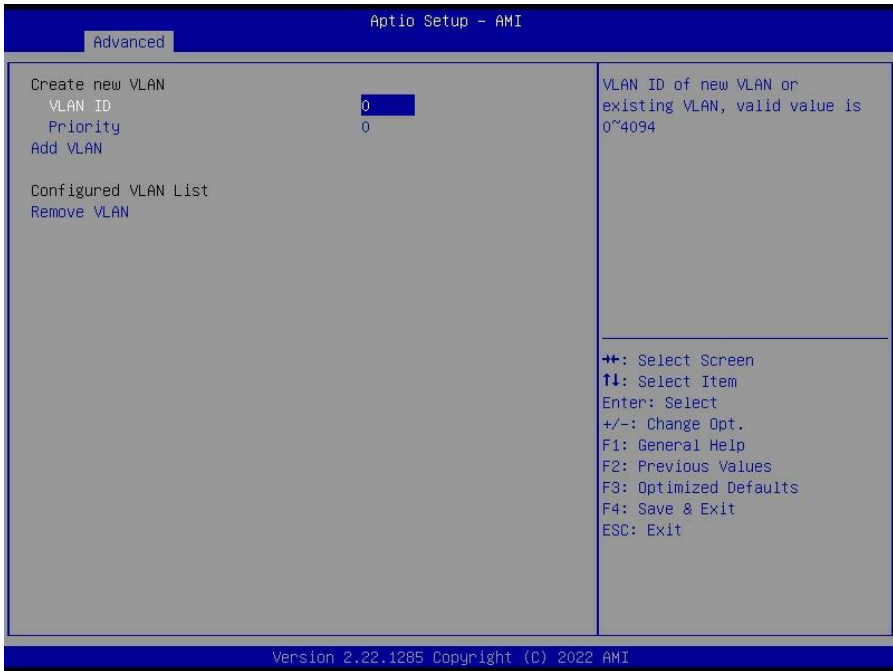 Aptio Setup – AMI
Advanced
Create new VLAN
VLAN ID 0
Priority 0
Add VLAN
Configured VLAN List
Remove VLAN
VLAN ID of new VLAN or
existing VLAN, valid value is
0~4094
→←: Select Screen
↑↓: Select Item
Enter: Select
+/-: Change Opt.
F1: General Help
F2: Previous Values
F3: Optimized Defaults
F4: Save & Exit
ESC: Exit
Version 2.22.1285 Copyright (C) 2022 AMI